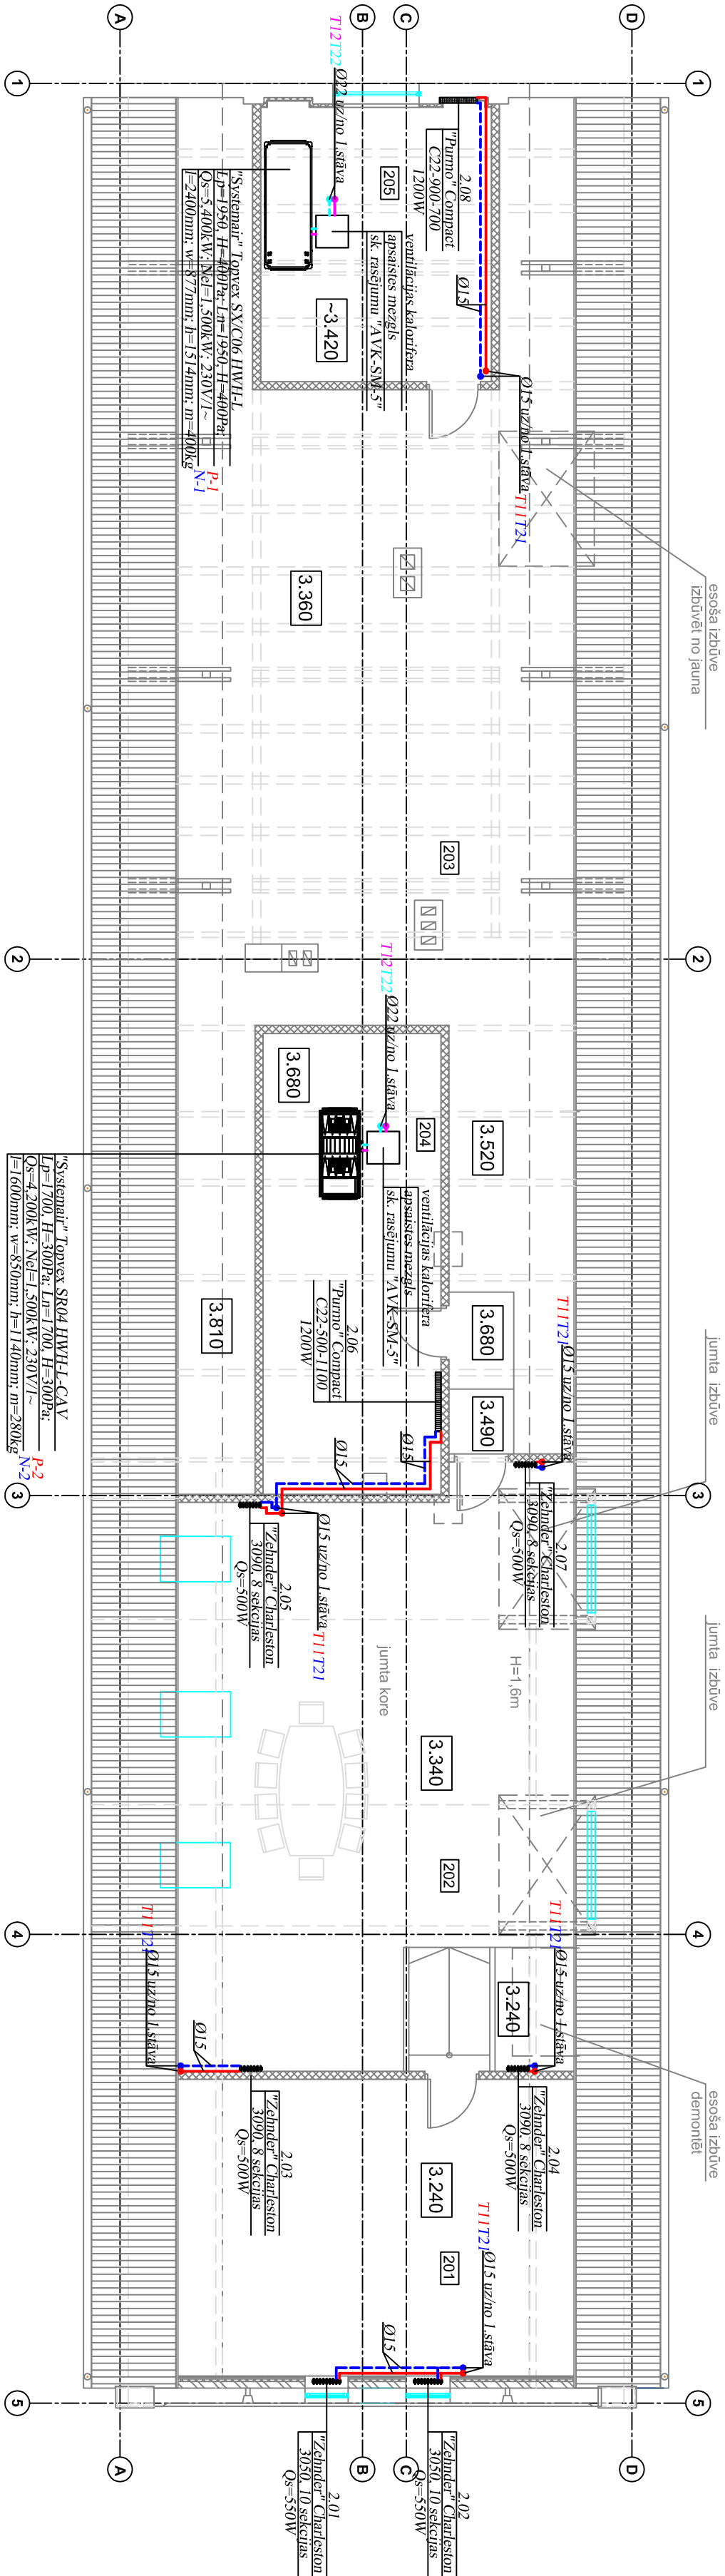 A
B
C
D
1
1
T12T22
Ø22 uz/no 1.stāva
205
2.08
"Purmo" Compact
C22-900-700
1200W
"Systemair" Topvex SX/C06 HWH-L
Lp=1950, H=400Pa; Ln=1950, H=400Pa;
Qs=5,400kW; Nel=1,500kW; 230V/1~
l=2400mm; w=877mm; h=1514mm; m=400kg
P-1
N-1
ventilācijas kalorifera
apsaistes mezgls
sk. rasējumu "AVK-SM-5"
~3.420
Ø15
Ø15 uz/no 1.stāva
T11T21
esoša izbūve
izbūvēt no jauna
3.360
203
2
2
T12T22
Ø22 uz/no 1.stāva
3.680
204
3.520
"Systemair" Topvex SR04 HWH-L-CAV
Lp=1700, H=300Pa; Ln=1700, H=300Pa;
Qs=4,200kW; Nel=1,500kW; 230V/1~
l=1600mm; w=850mm; h=1140mm; m=280kg
P-2
N-2
ventilācijas kalorifera
apsaistes mezgls
sk. rasējumu "AVK-SM-5"
3.810
2.06
"Purmo" Compact
C22-500-1100
1200W
3.680
3.490
T11T21
Ø15 uz/no 1.stāva
jumta izbūve
Ø15
Ø15
3
3
2.07
"Zehnder" Charleston
3090, 8 sekcijas
Qs=500W
Ø15 uz/no 1.stāva
T11T21
2.05
"Zehnder" Charleston
3090, 8 sekcijas
Qs=500W
jumta kore
H=1,6m
jumta izbūve
3.340
202
4
4
T11T21
Ø15 uz/no 1.stāva
T11T21
Ø15 uz/no 1.stāva
Ø15
3.240
esoša izbūve
demontēt
2.03
"Zehnder" Charleston
3090, 8 sekcijas
Qs=500W
2.04
"Zehnder" Charleston
3090, 8 sekcijas
Qs=500W
3.240
201
T11T21
Ø15 uz/no 1.stāva
Ø15
5
5
2.01
"Zehnder" Charleston
3050, 10 sekcijas
Qs=550W
2.02
"Zehnder" Charleston
3050, 10 sekcijas
Qs=550W
A
B
C
D